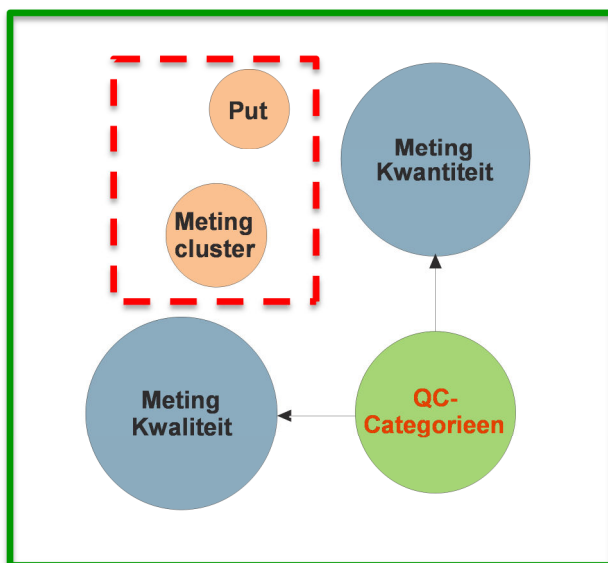 Put
Meting
Kwantiteit
Meting
cluster
Meting
Kwaliteit
QC-
Categorieen